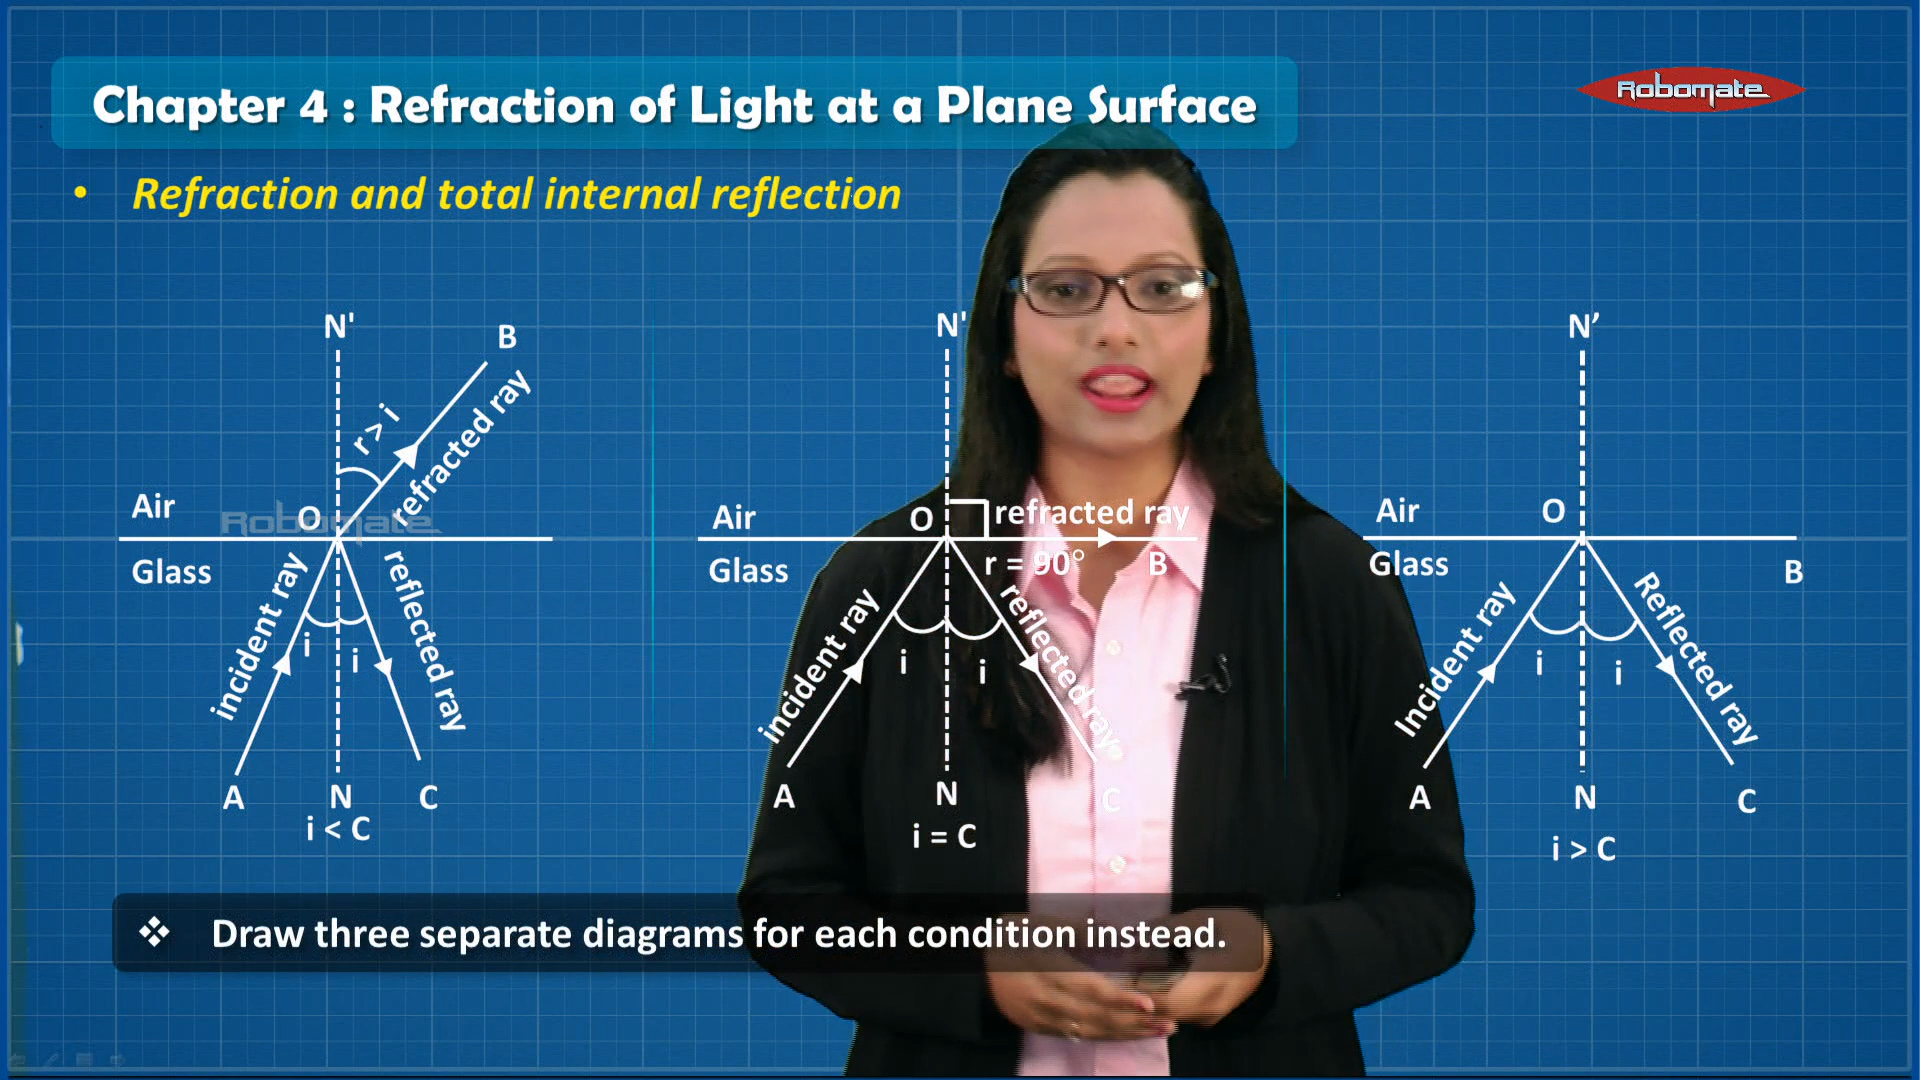 Chapter 4 : Refraction of Light at a Plane Surface
Robomate
• Refraction and total internal reflection
N'
B
r > i
refracted ray
Air
O
Robomate
Glass
incident ray
i
i
reflected ray
A
N
C
i < C
N'
Air
O
refracted ray
Glass
r = 90°
B
incident ray
i
i
reflected ray
A
N
C
i = C
N’
Air
O
Glass
B
Incident ray
i
i
Reflected ray
A
N
C
i > C
❖ Draw three separate diagrams for each condition instead.